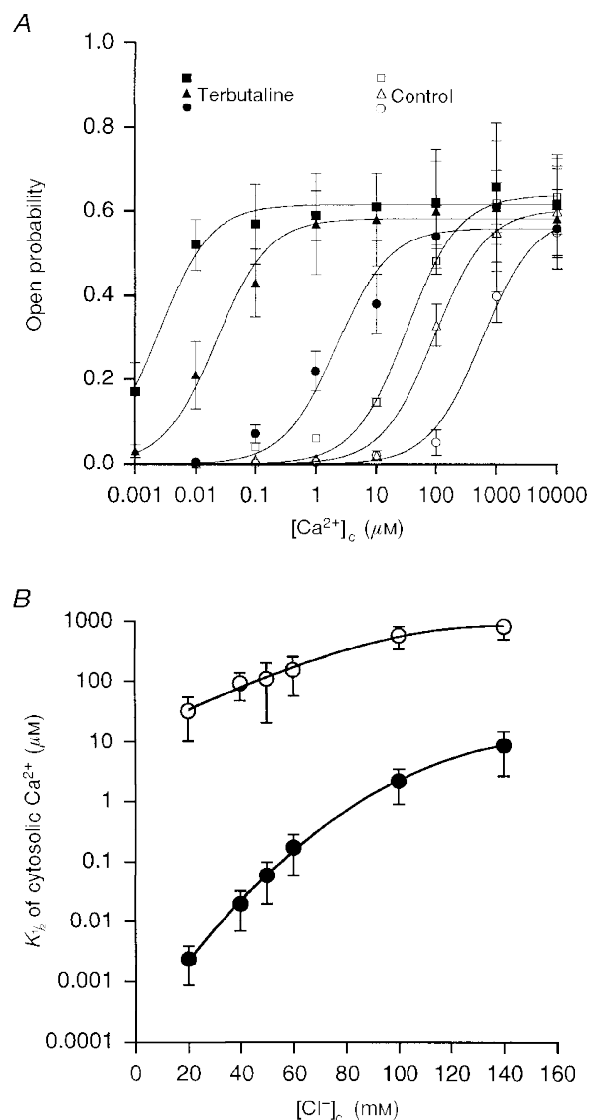 A
1.0
0.8
0.6
0.4
0.2
0.0
Open probability
Terbutaline
Control
0.001 0.01 0.1 1 10 100 1000 10000
[Ca²⁺]c (μM)
B
1000
100
10
1
0.1
0.01
0.001
0.0001
K½ of cytosolic Ca²⁺ (μM)
0 20 40 60 80 100 120 140 160
[Cl⁻]c (mM)